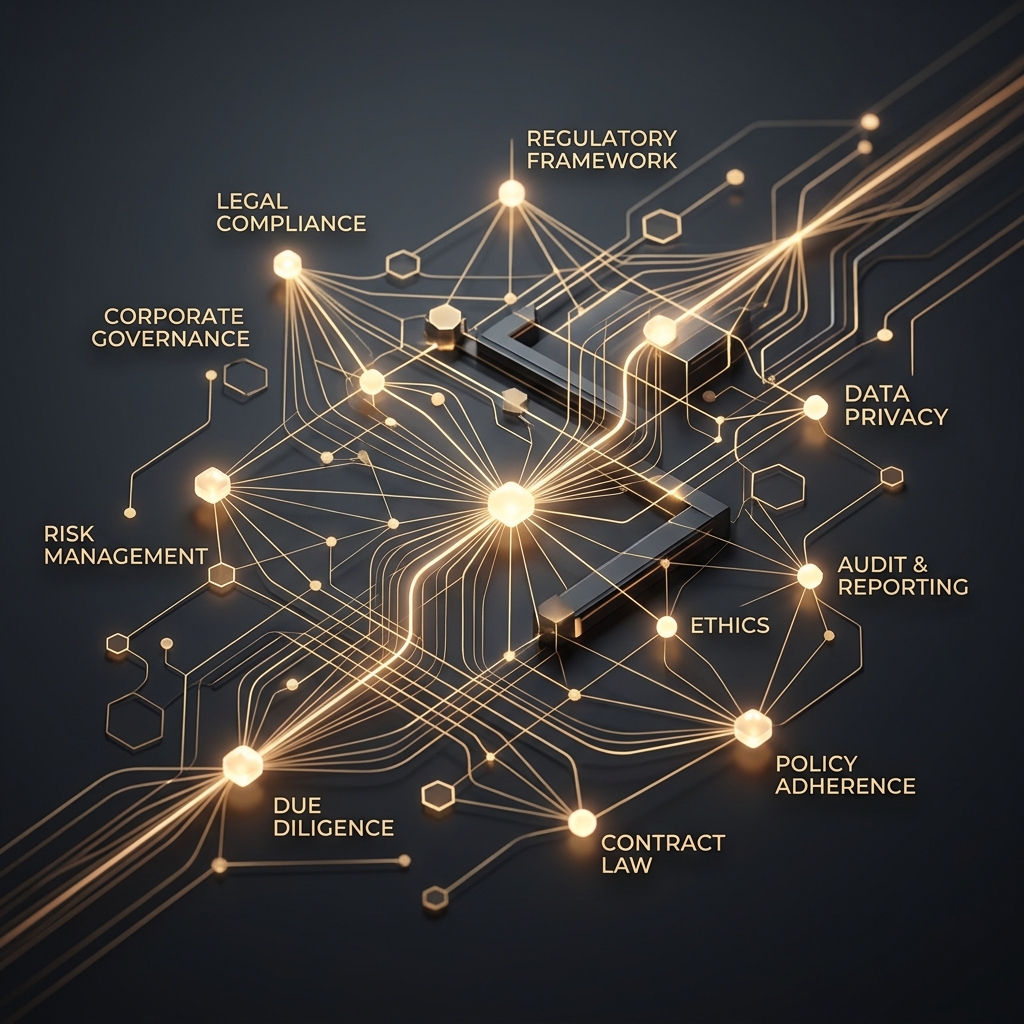 REGULATORY
FRAMEWORK
LEGAL
COMPLIANCE
CORPORATE
GOVERNANCE
DATA
PRIVACY
RISK
MANAGEMENT
AUDIT &
REPORTING
ETHICS
POLICY
ADHERENCE
DUE
DILIGENCE
CONTRACT
LAW